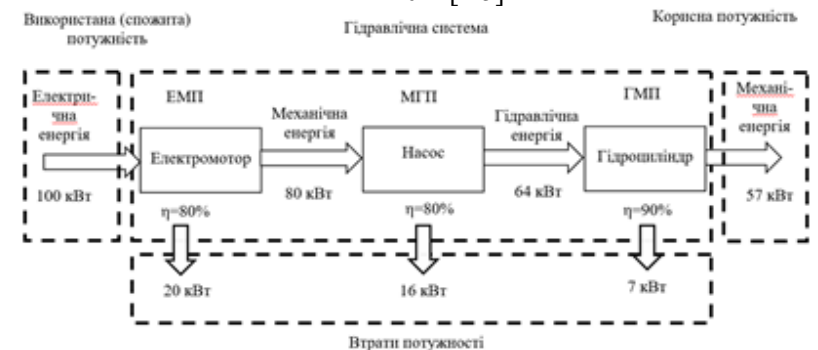 Використана (спожита)
потужність
Гідравлічна система
Корисна потужність
Електри-
чна
енергія
100 кВт
ЕМП
Електромотор
η=80%
Механічна
енергія
80 кВт
МГП
Насос
η=80%
Гідравлічна
енергія
64 кВт
ГМП
Гідроциліндр
η=90%
Механі-
чна
енергія
57 кВт
20 кВт
16 кВт
7 кВт
Втрати потужності